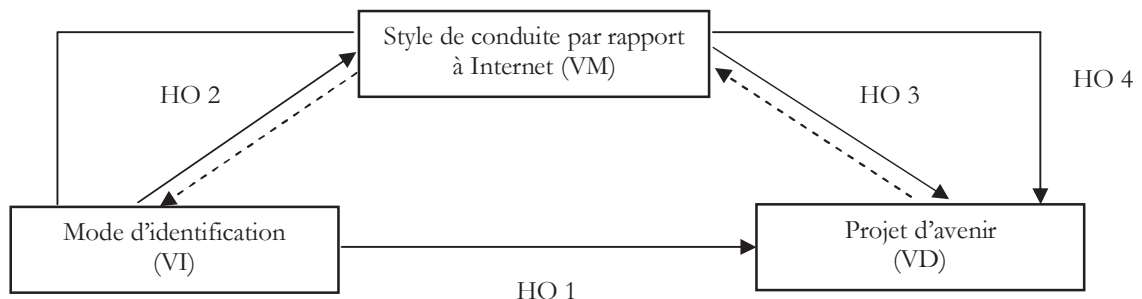 Style de conduite par rapport
à Internet (VM)
HO 2
HO 3
HO 4
Mode d'identification
(VI)
Projet d'avenir
(VD)
HO 1